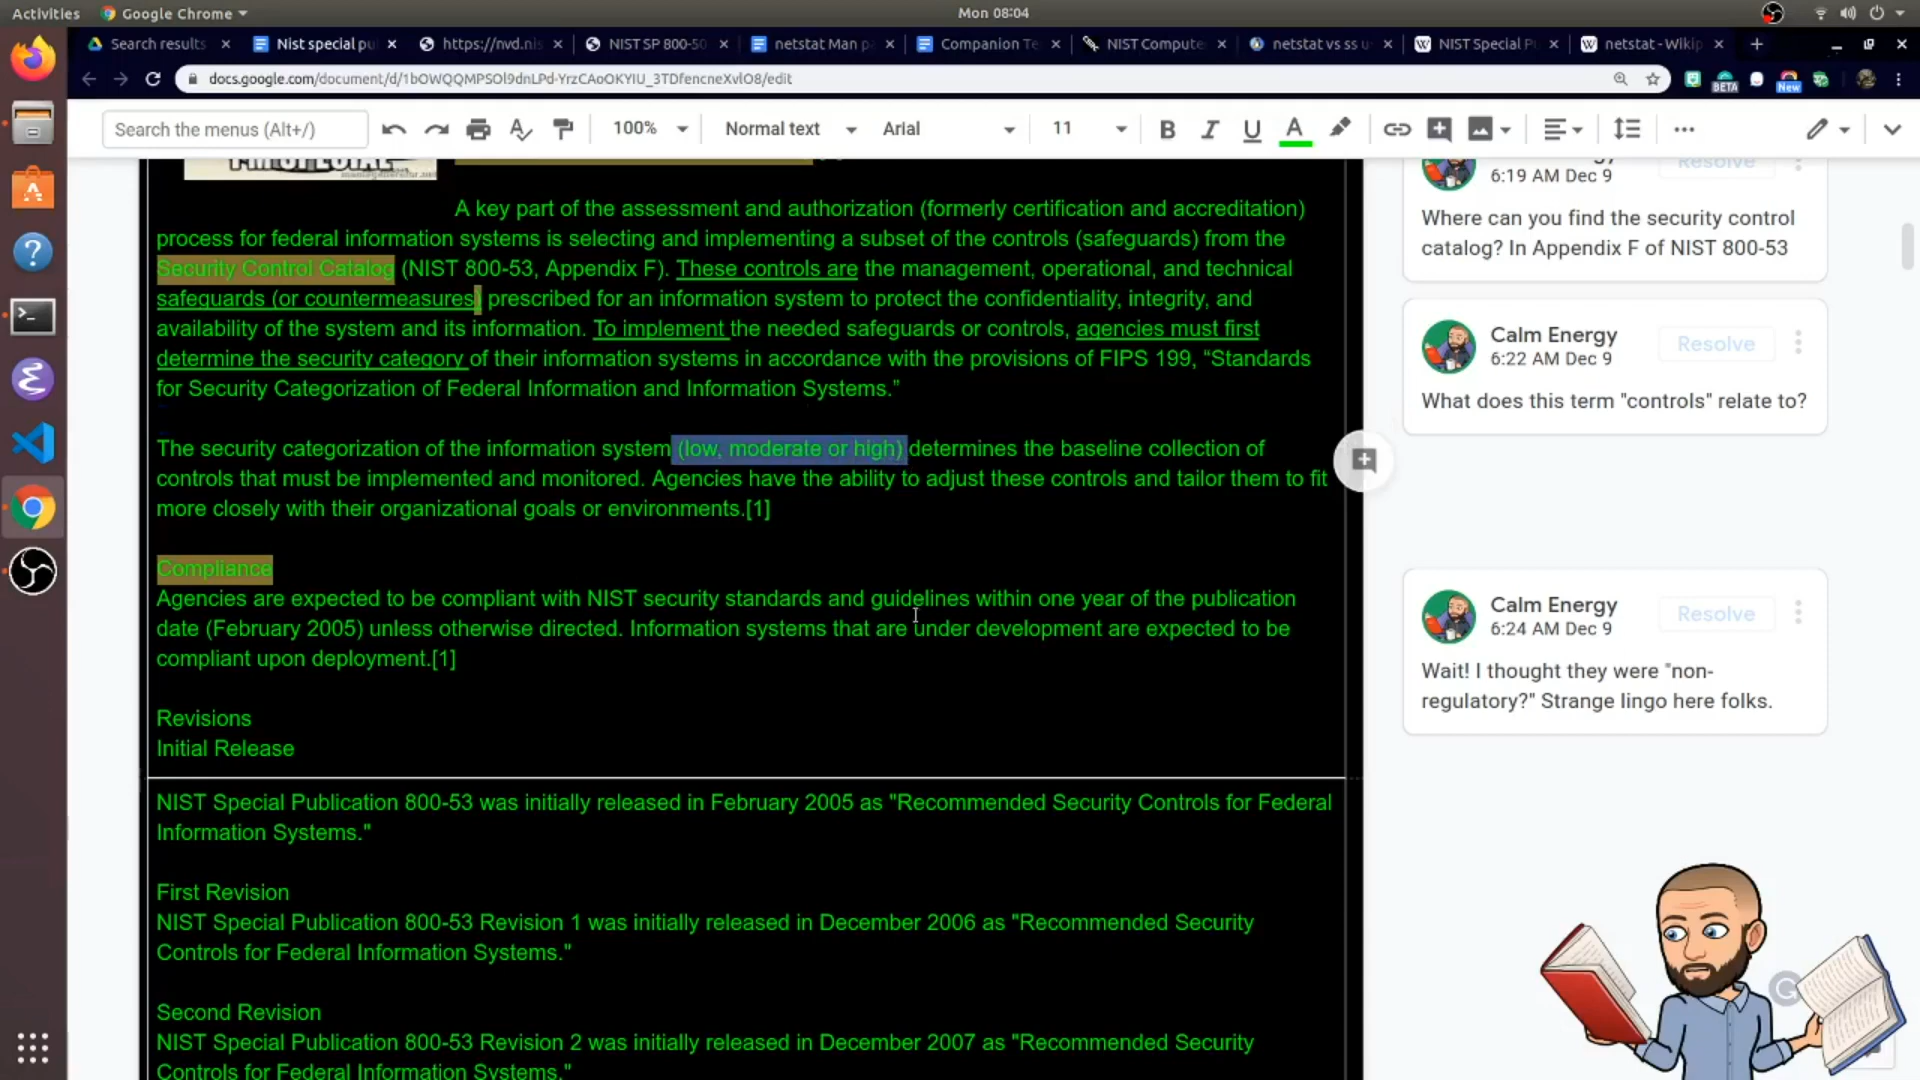 Activities
Google Chrome
Mon 08:04
Search results
Nist special pu
https://nvd.nis
NIST SP 800-50
netstat Man pa
Companion Te
NIST Compute
netstat vs ss u
NIST Special P
netstat - Wikip
docs.google.com/document/d/1bOWQQMPSOl9dnLPd-YrzCAoOKYIU_3TDfencneXvlO8/edit
BETA
New
Search the menus (Alt+/)
100%
Normal text
Arial
11
A key part of the assessment and authorization (formerly certification and accreditation)
process for federal information systems is selecting and implementing a subset of the controls (safeguards) from the
Security Control Catalog (NIST 800-53, Appendix F). These controls are the management, operational, and technical
safeguards (or countermeasures) prescribed for an information system to protect the confidentiality, integrity, and
availability of the system and its information. To implement the needed safeguards or controls, agencies must first
determine the security category of their information systems in accordance with the provisions of FIPS 199, “Standards
for Security Categorization of Federal Information and Information Systems.”
The security categorization of the information system (low, moderate or high) determines the baseline collection of
controls that must be implemented and monitored. Agencies have the ability to adjust these controls and tailor them to fit
more closely with their organizational goals or environments.[1]
Compliance
Agencies are expected to be compliant with NIST security standards and guidelines within one year of the publication
date (February 2005) unless otherwise directed. Information systems that are under development are expected to be
compliant upon deployment.[1]
Revisions
Initial Release
NIST Special Publication 800-53 was initially released in February 2005 as "Recommended Security Controls for Federal
Information Systems."
First Revision
NIST Special Publication 800-53 Revision 1 was initially released in December 2006 as "Recommended Security
Controls for Federal Information Systems."
Second Revision
NIST Special Publication 800-53 Revision 2 was initially released in December 2007 as "Recommended Security
Controls for Federal Information Systems."
Resolve
6:19 AM Dec 9
Where can you find the security control
catalog? In Appendix F of NIST 800-53
Calm Energy
Resolve
6:22 AM Dec 9
What does this term "controls" relate to?
Calm Energy
Resolve
6:24 AM Dec 9
Wait! I thought they were "non-
regulatory?" Strange lingo here folks.